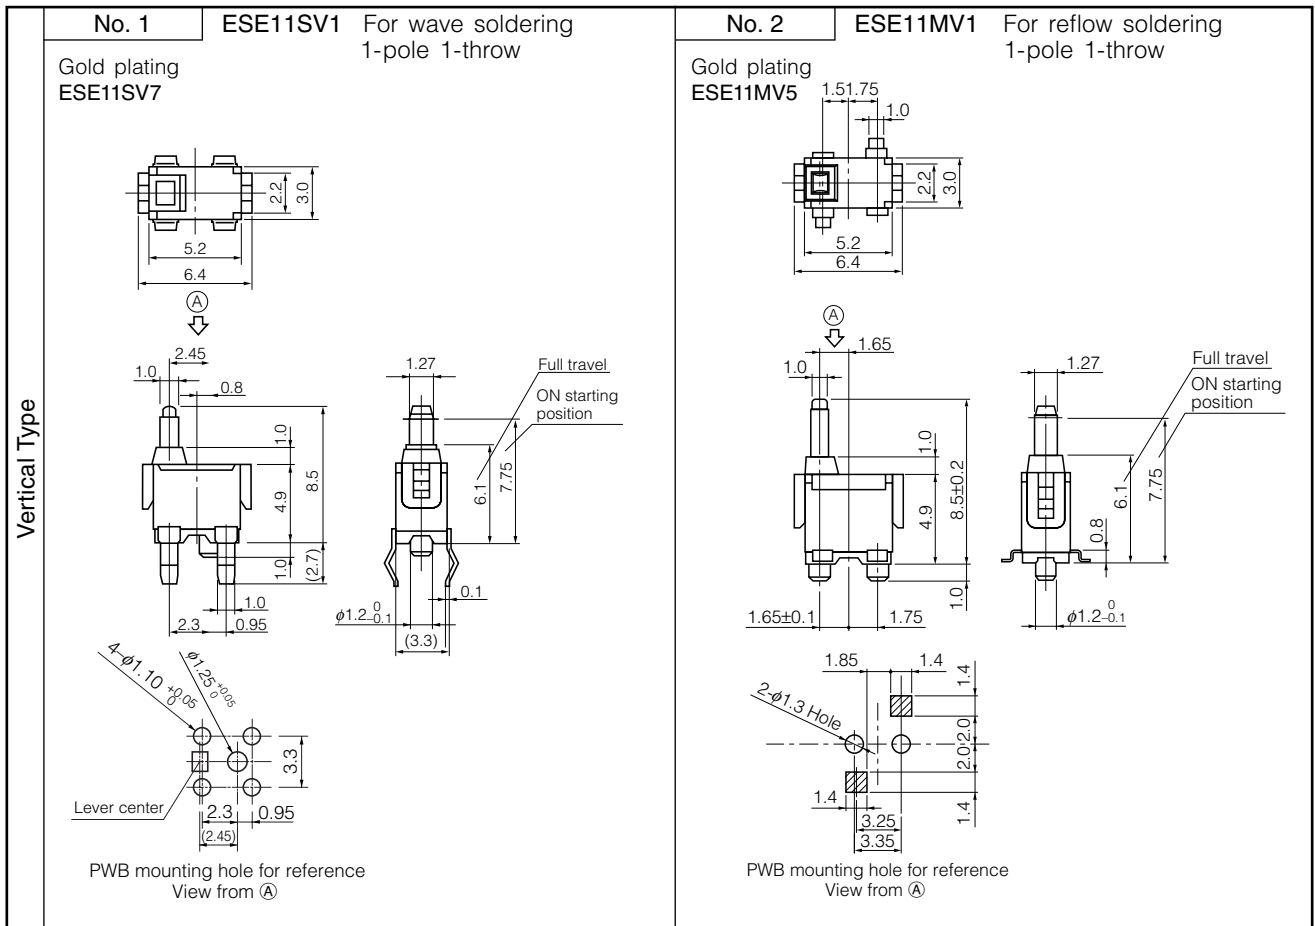 Vertical Type
No. 1
ESE11SV1 For wave soldering
1-pole 1-throw
Gold plating
ESE11SV7
2.2
3.0
5.2
6.4
Ⓐ
2.45
1.0
0.8
1.0
4.9
8.5
1.0
(2.7)
1.0
2.3
0.95
1.27
Full travel
ON starting
position
6.1
7.75
0.1
ϕ1.2 0 −0.1
(3.3)
4-ϕ1.10 +0.05 0
ϕ1.25 +0.05 0
3.3
Lever center
2.3
0.95
(2.45)
PWB mounting hole for reference
View from Ⓐ
No. 2
ESE11MV1 For reflow soldering
1-pole 1-throw
Gold plating
ESE11MV5
1.5
1.75
1.0
2.2
3.0
5.2
6.4
Ⓐ
1.65
1.0
1.0
4.9
8.5±0.2
1.0
1.65±0.1
1.75
1.27
Full travel
ON starting
position
6.1
7.75
0.8
ϕ1.2 0 −0.1
1.85
1.4
1.4
2-ϕ1.3 Hole
2.0
2.0
1.4
1.4
3.25
3.35
PWB mounting hole for reference
View from Ⓐ